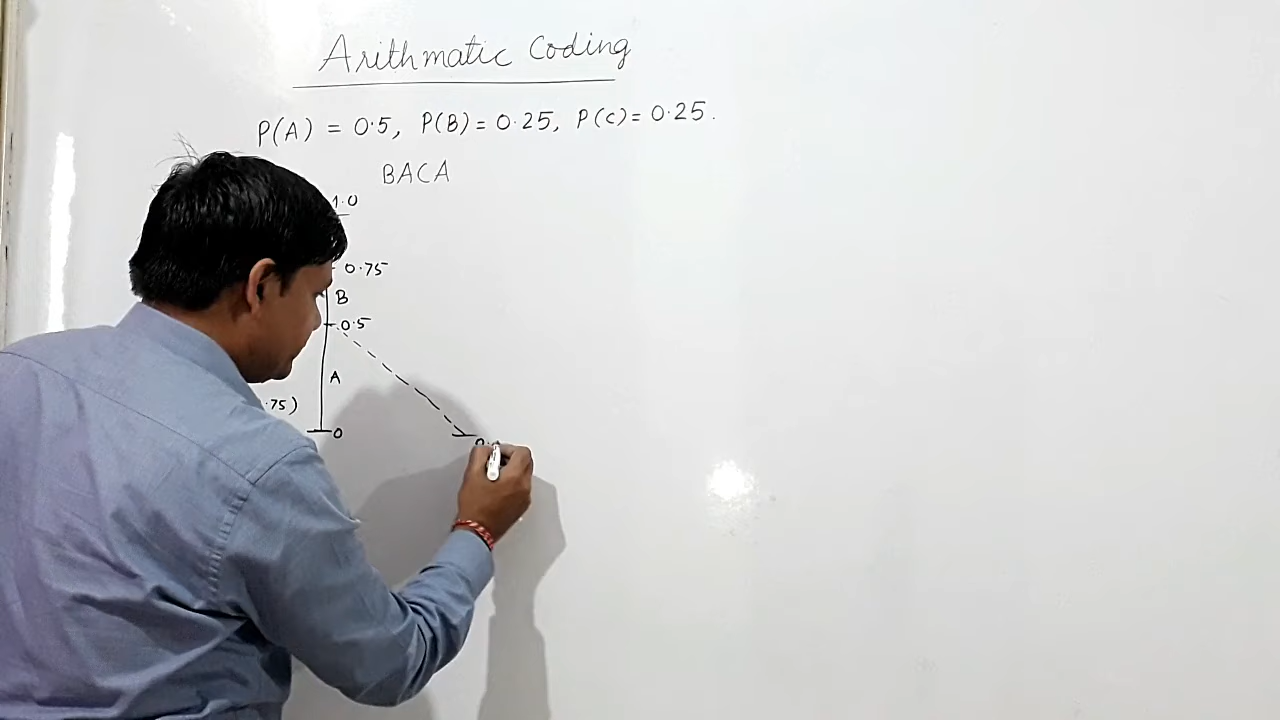 Arithmatic Coding
P(A) = 0.5, P(B) = 0.25, P(C) = 0.25.
BACA
1.0
0.75
B
0.5
A
.75)
0